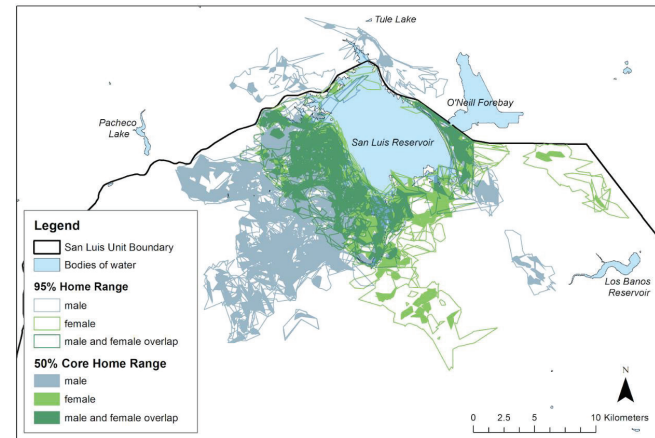 Tule Lake
O'Neill Forebay
Pacheco
Lake
San Luis Reservoir
Legend
San Luis Unit Boundary
Bodies of water
95% Home Range
male
female
male and female overlap
50% Core Home Range
male
female
male and female overlap
Los Banos
Reservoir
N
0 2.5 5 10 Kilometers